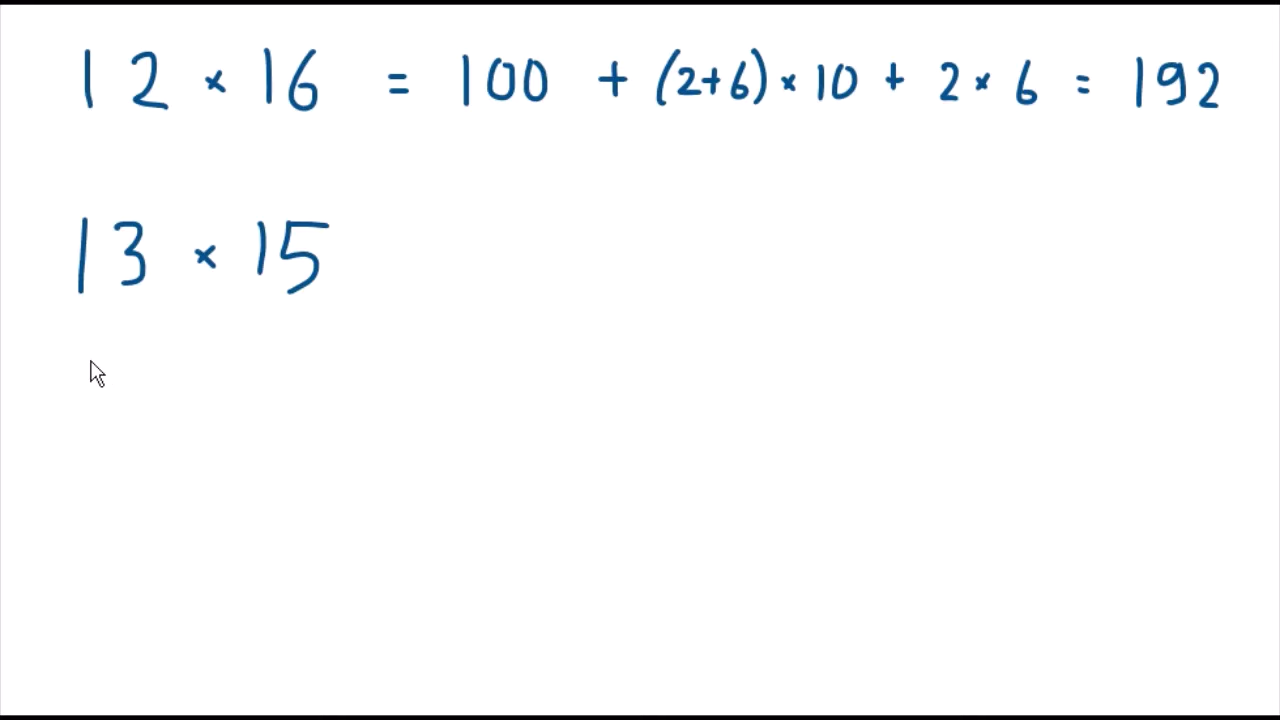 12 × 16 = 100 + (2+6) × 10 + 2 × 6 = 192
13 × 15